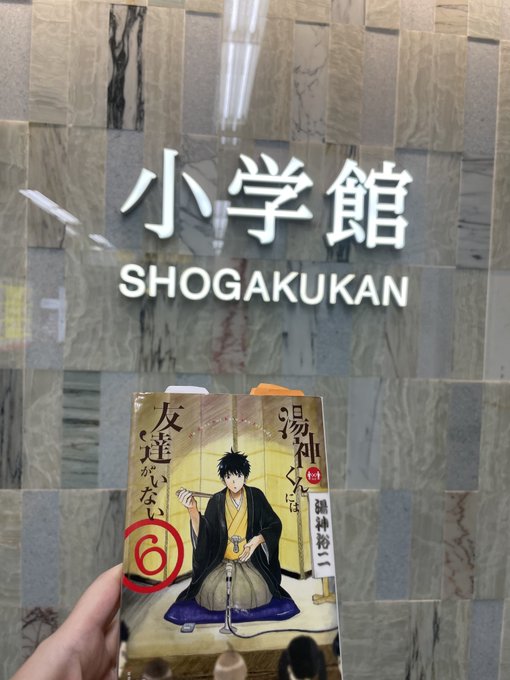 小学館
SHOGAKUKAN
湯神くんには
友達がいない
6
湯神裕二